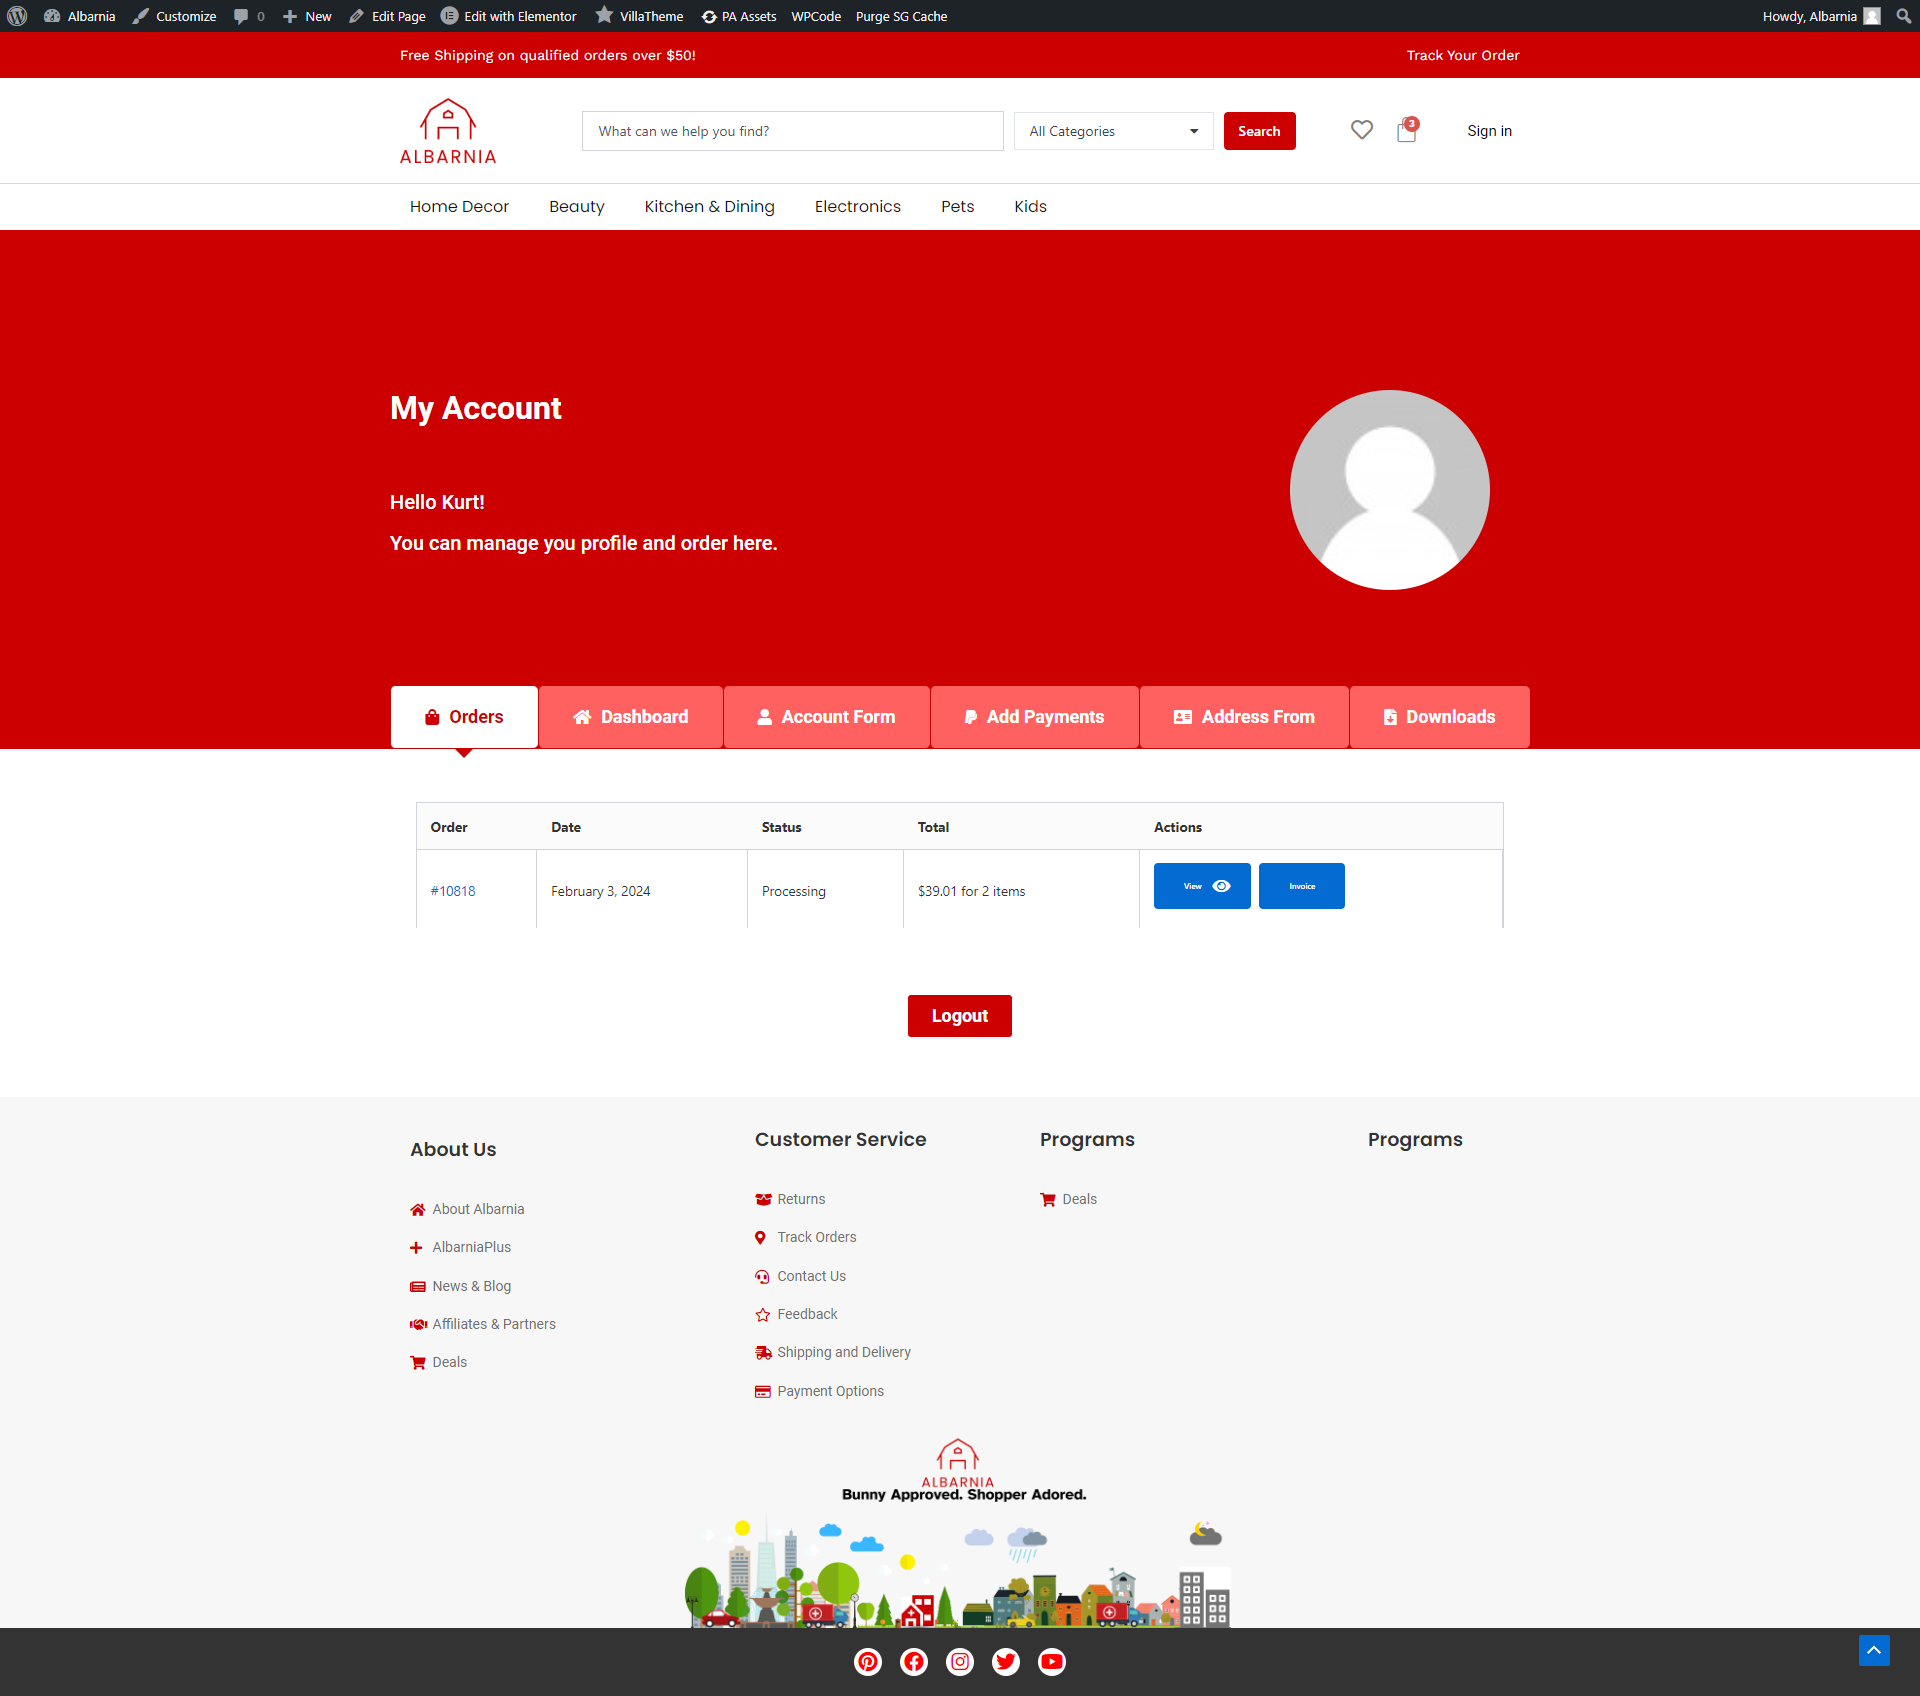 Albarnia Customize 0 New Edit Page Edit with Elementor VillaTheme PA Assets WPCode Purge SG Cache Howdy, Albarnia
Free Shipping on qualified orders over $50! Track Your Order
ALBARNIA
What can we help you find? All Categories Search 3 Sign in
Home Decor Beauty Kitchen & Dining Electronics Pets Kids
My Account
Hello Kurt!
You can manage you profile and order here.
Orders Dashboard Account Form Add Payments Address From Downloads
Order Date Status Total Actions
#10818 February 3, 2024 Processing $39.01 for 2 items View Invoice
Logout
About Us
About Albarnia
AlbarniaPlus
News & Blog
Affiliates & Partners
Deals
Customer Service
Returns
Track Orders
Contact Us
Feedback
Shipping and Delivery
Payment Options
Programs
Deals
Programs
ALBARNIA
Bunny Approved. Shopper Adored.